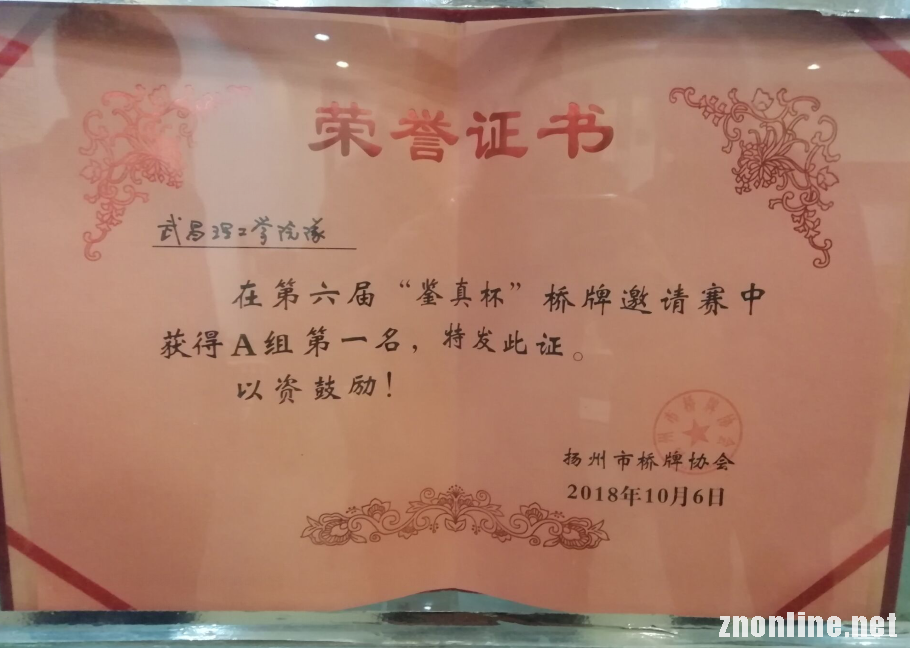 荣誉证书
武昌理工学院队
在第六届“鉴真杯”桥牌邀请赛中
获得A组第一名，特发此证。
以资鼓励！
扬州市桥牌协会
2018年10月6日
znonline.net